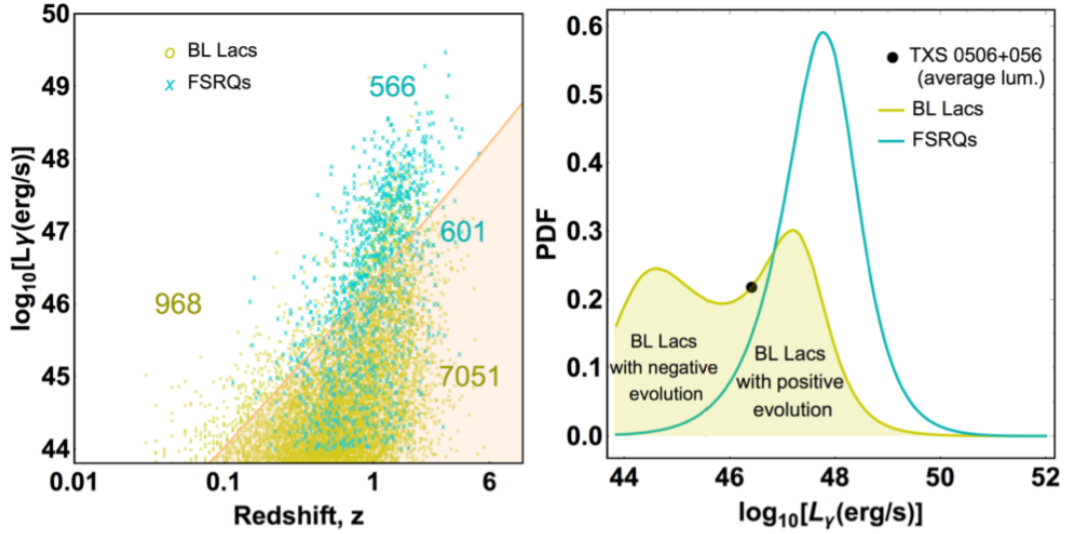 50
49
48
47
46
45
44
log₁₀[Lγ(erg/s)]
BL Lacs
FSRQs
566
601
968
7051
0.01
0.1
1
6
Redshift, z
0.6
0.5
0.4
0.3
0.2
0.1
0.0
PDF
TXS 0506+056
(average lum.)
BL Lacs
FSRQs
BL Lacs
with negative
evolution
BL Lacs
with positive
evolution
44
46
48
50
52
log₁₀[Lγ(erg/s)]